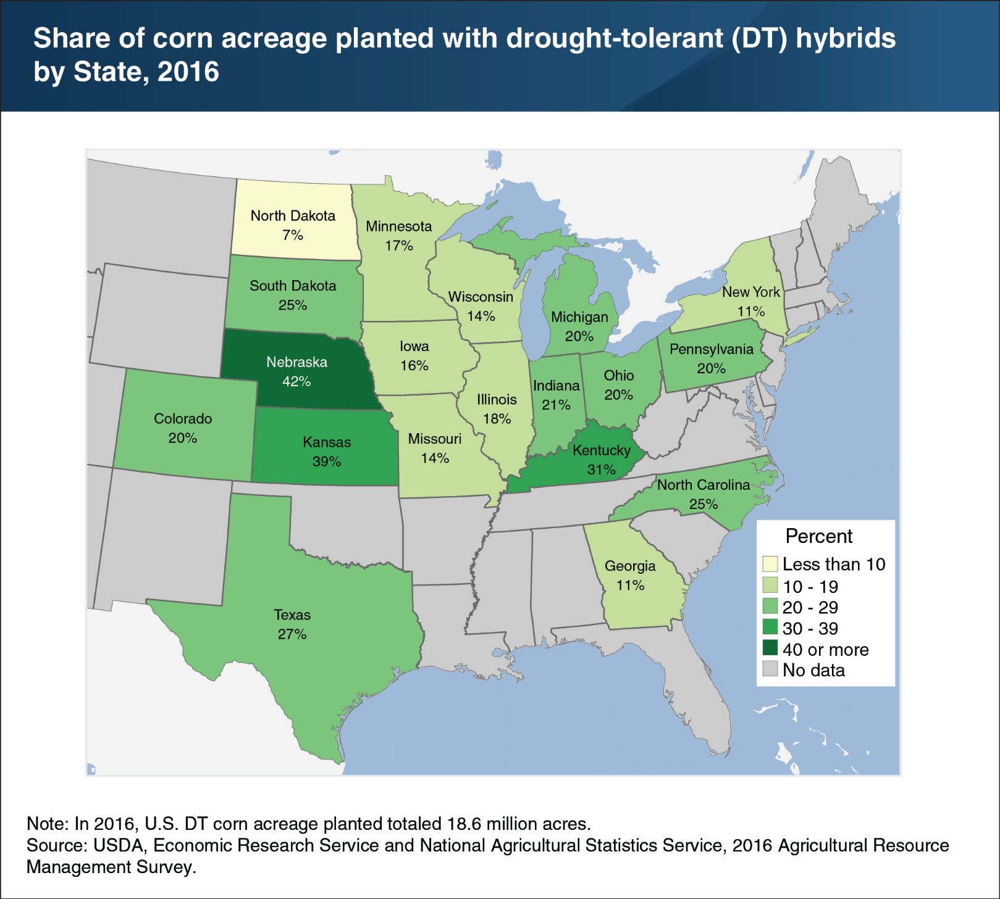 Share of corn acreage planted with drought-tolerant (DT) hybrids
by State, 2016
North Dakota
7%
Minnesota
17%
South Dakota
25%
Wisconsin
14%
Michigan
20%
New York
11%
Nebraska
42%
Iowa
16%
Pennsylvania
20%
Ohio
20%
Indiana
21%
Illinois
18%
Colorado
20%
Kansas
39%
Missouri
14%
Kentucky
31%
North Carolina
25%
Georgia
11%
Texas
27%
Percent
Less than 10
10 - 19
20 - 29
30 - 39
40 or more
No data
Note: In 2016, U.S. DT corn acreage planted totaled 18.6 million acres.
Source: USDA, Economic Research Service and National Agricultural Statistics Service, 2016 Agricultural Resource
Management Survey.